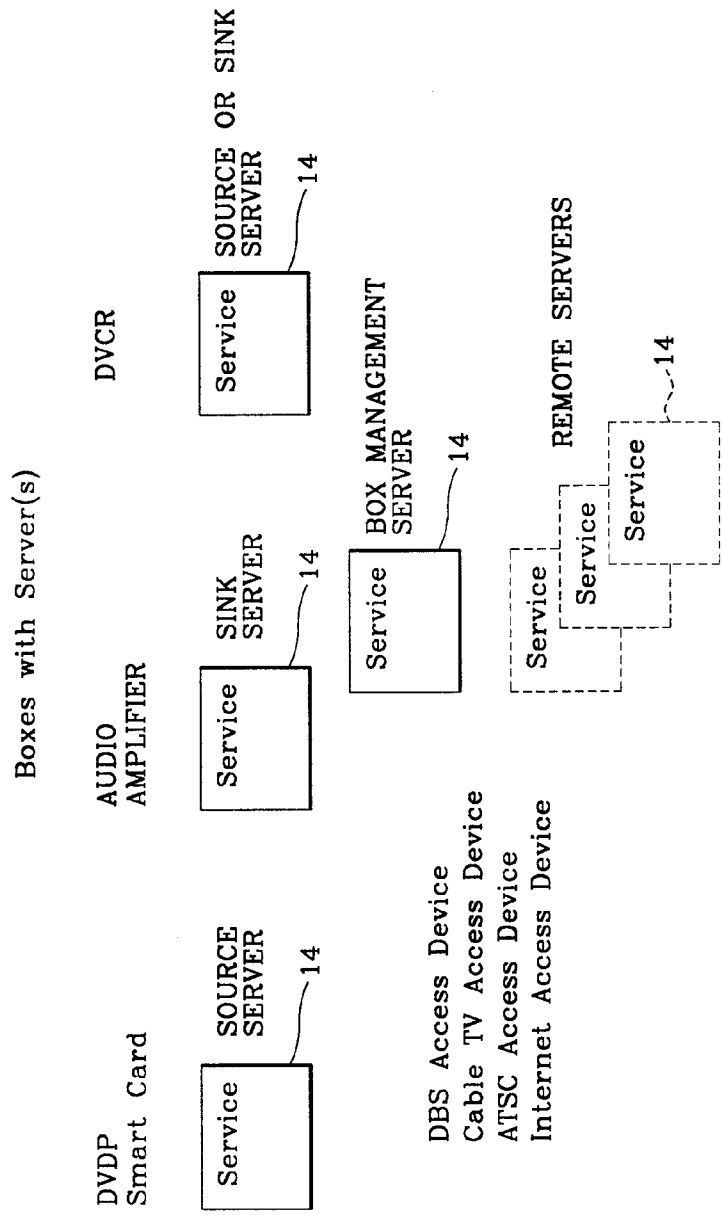 Boxes with Server(s)
DVDP
Smart Card
AUDIO
AMPLIFIER
DVCR
Service
SOURCE
SERVER
14
Service
SINK
SERVER
14
Service
SOURCE OR SINK
SERVER
14
Service
BOX MANAGEMENT
SERVER
14
DBS Access Device
Cable TV Access Device
ATSC Access Device
Internet Access Device
Service
Service
Service
REMOTE SERVERS
14